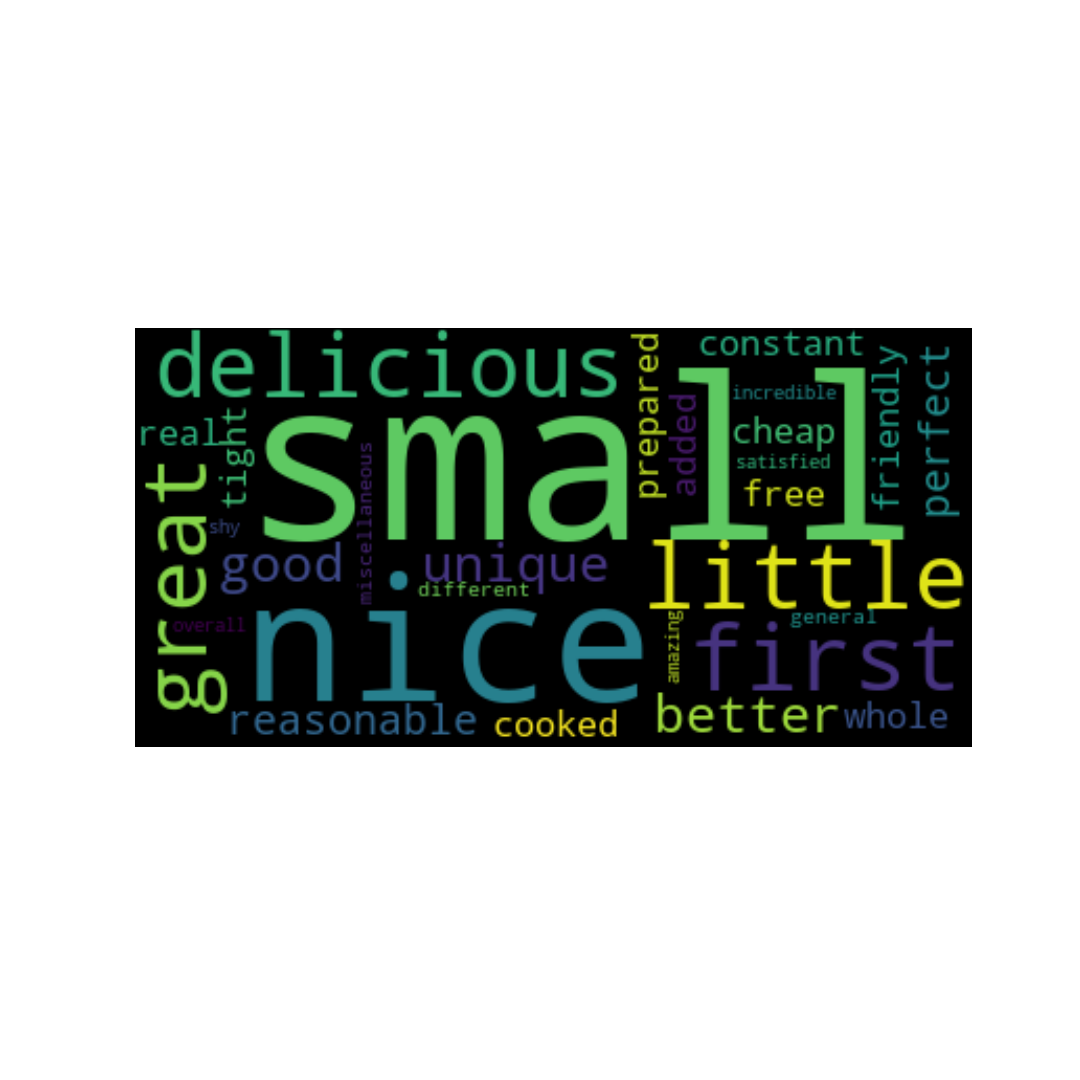 delicious
prepared
constant
incredible
friendly
perfect
real
tight
small
added
cheap
satisfied
free
great
shy
miscellaneous
good
unique
different
little
overall
nice
amazing
general
first
reasonable
cooked
better
whole